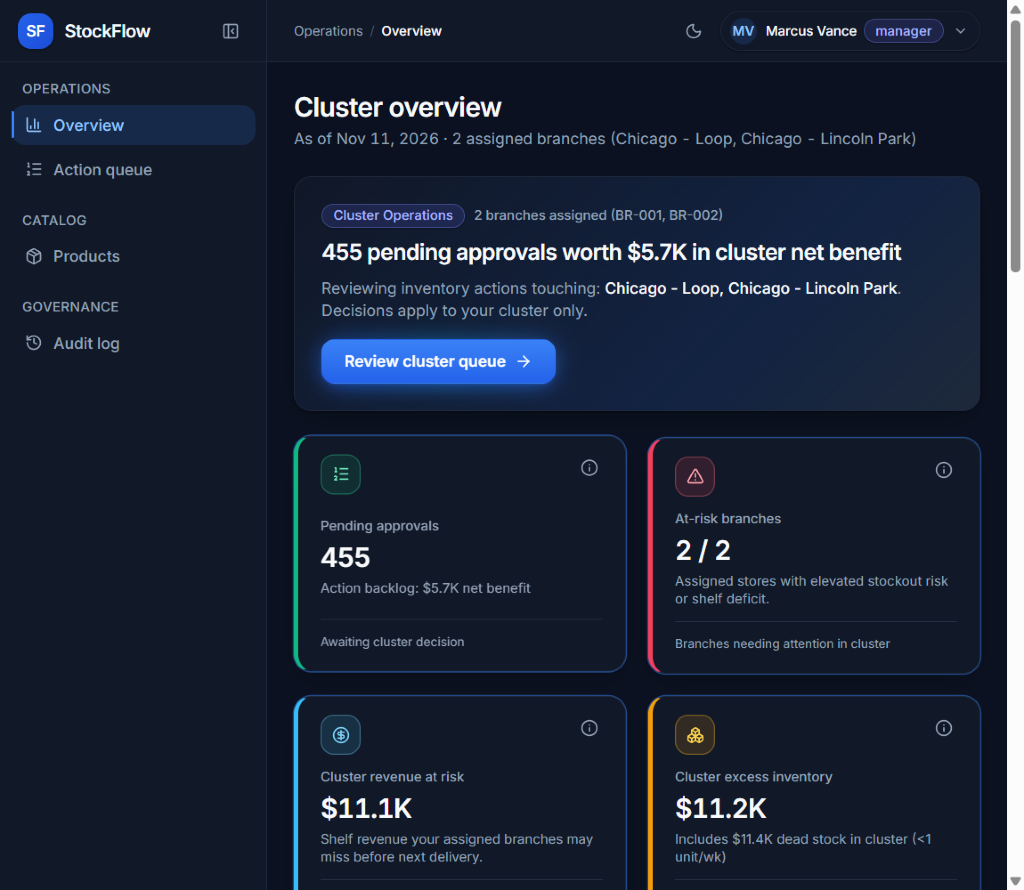 SF StockFlow
Operations / Overview
MV Marcus Vance manager
OPERATIONS
Overview
Action queue
CATALOG
Products
GOVERNANCE
Audit log
Cluster overview
As of Nov 11, 2026 · 2 assigned branches (Chicago - Loop, Chicago - Lincoln Park)
Cluster Operations 2 branches assigned (BR-001, BR-002)
455 pending approvals worth $5.7K in cluster net benefit
Reviewing inventory actions touching: Chicago - Loop, Chicago - Lincoln Park.
Decisions apply to your cluster only.
Review cluster queue →
Pending approvals
455
Action backlog: $5.7K net benefit
Awaiting cluster decision
At-risk branches
2 / 2
Assigned stores with elevated stockout risk
or shelf deficit.
Branches needing attention in cluster
Cluster revenue at risk
$11.1K
Shelf revenue your assigned branches may
miss before next delivery.
Cluster excess inventory
$11.2K
Includes $11.4K dead stock in cluster (<1
unit/wk)